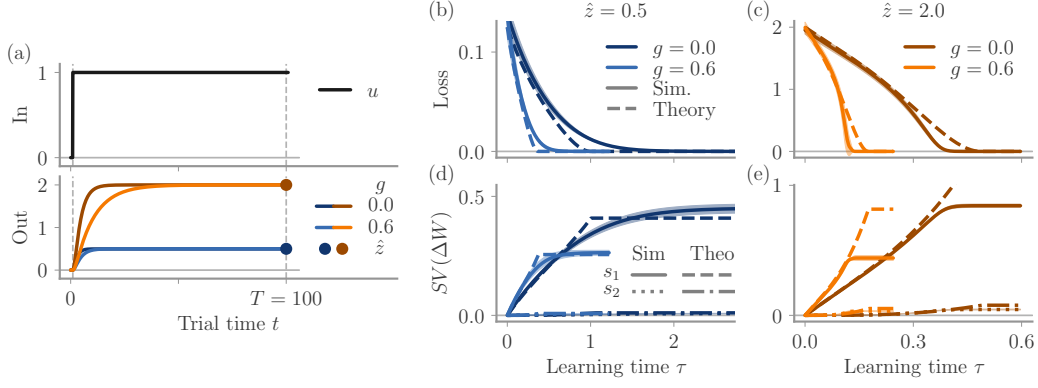 (a)
In
1
0
u
Out
2
1
0
g
0.0
0.6
ẑ
0
T = 100
Trial time t
(b)
ẑ = 0.5
Loss
0.1
0.0
g = 0.0
g = 0.6
Sim.
Theory
(c)
ẑ = 2.0
2
1
0
g = 0.0
g = 0.6
(d)
SV(ΔW)
0.5
0.0
Sim
Theo
s₁
s₂
0
1
2
Learning time τ
(e)
1
0
0.0
0.3
0.6
Learning time τ